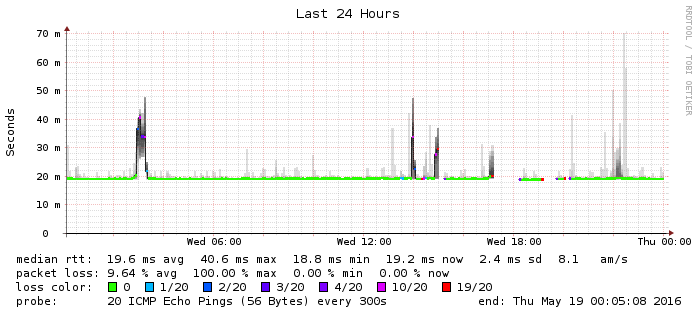 Last 24 Hours
RRDTOOL / TOBI OETIKER
Seconds
70 m
60 m
50 m
40 m
30 m
20 m
10 m
0
Wed 06:00 Wed 12:00 Wed 18:00 Thu 00:00
median rtt: 19.6 ms avg 40.6 ms max 18.8 ms min 19.2 ms now 2.4 ms sd 8.1 am/s
packet loss: 9.64 % avg 100.00 % max 0.00 % min 0.00 % now
loss color: 0 1/20 2/20 3/20 4/20 10/20 19/20
probe: 20 ICMP Echo Pings (56 Bytes) every 300s end: Thu May 19 00:05:08 2016